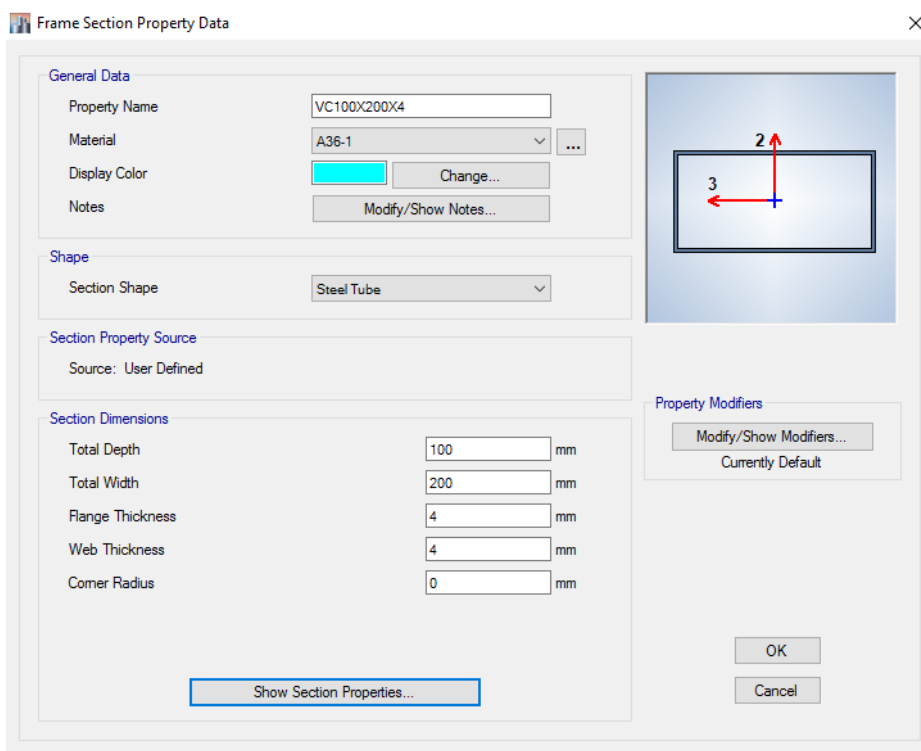 Frame Section Property Data
General Data
Property Name VC100X200X4
Material A36-1 ...
Display Color Change...
Notes Modify/Show Notes...
2
3
Shape
Section Shape Steel Tube
Section Property Source
Source: User Defined
Section Dimensions
Total Depth 100 mm
Total Width 200 mm
Flange Thickness 4 mm
Web Thickness 4 mm
Corner Radius 0 mm
Show Section Properties...
Property Modifiers
Modify/Show Modifiers...
Currently Default
OK
Cancel